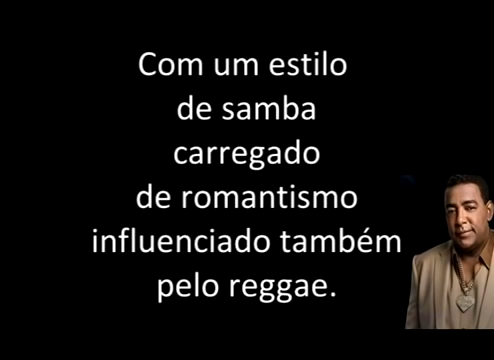 Com um estilo
de samba
carregado
de romantismo
influenciado também
pelo reggae.